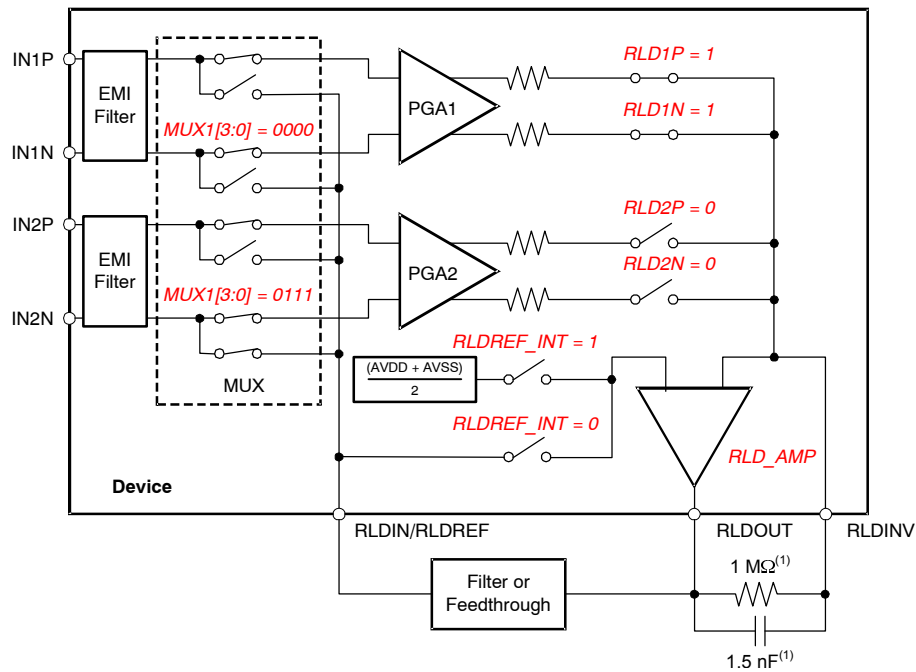 IN1P
EMI
Filter
IN1N
MUX1[3:0] = 0000
PGA1
RLD1P = 1
RLD1N = 1
IN2P
EMI
Filter
IN2N
MUX1[3:0] = 0111
MUX
PGA2
RLD2P = 0
RLD2N = 0
RLDREF_INT = 1
(AVDD + AVSS)
2
RLDREF_INT = 0
RLD_AMP
Device
RLDIN/RLDREF
RLDOUT
RLDINV
Filter or
Feedthrough
1 MΩ(1)
1.5 nF(1)